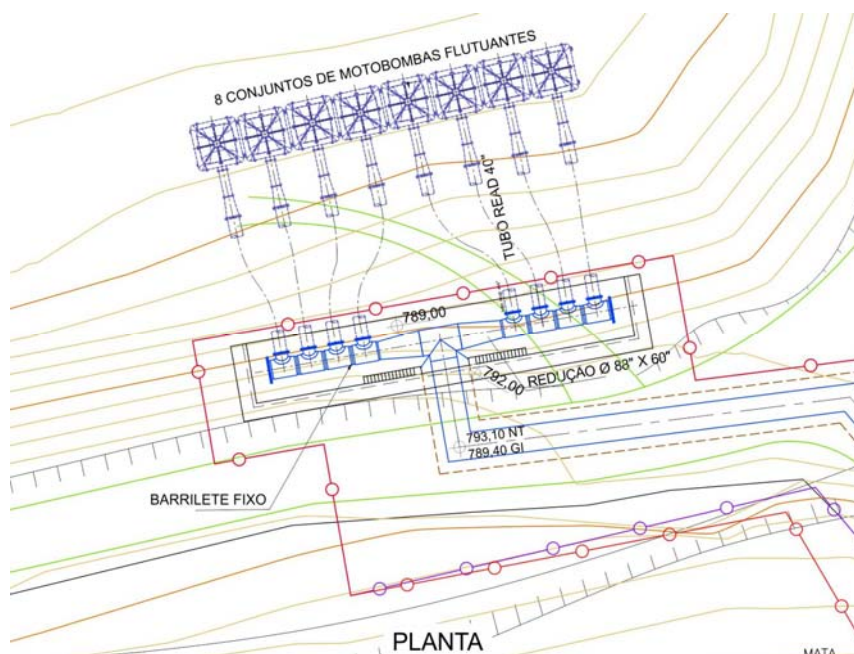 8 CONJUNTOS DE MOTOBOMBAS FLUTUANTES
TUBO READ 40"
789,00
792,00
REDUÇÃO Ø 88" X 60"
793,10 NT
789,40 GI
BARRILETE FIXO
PLANTA
MATA